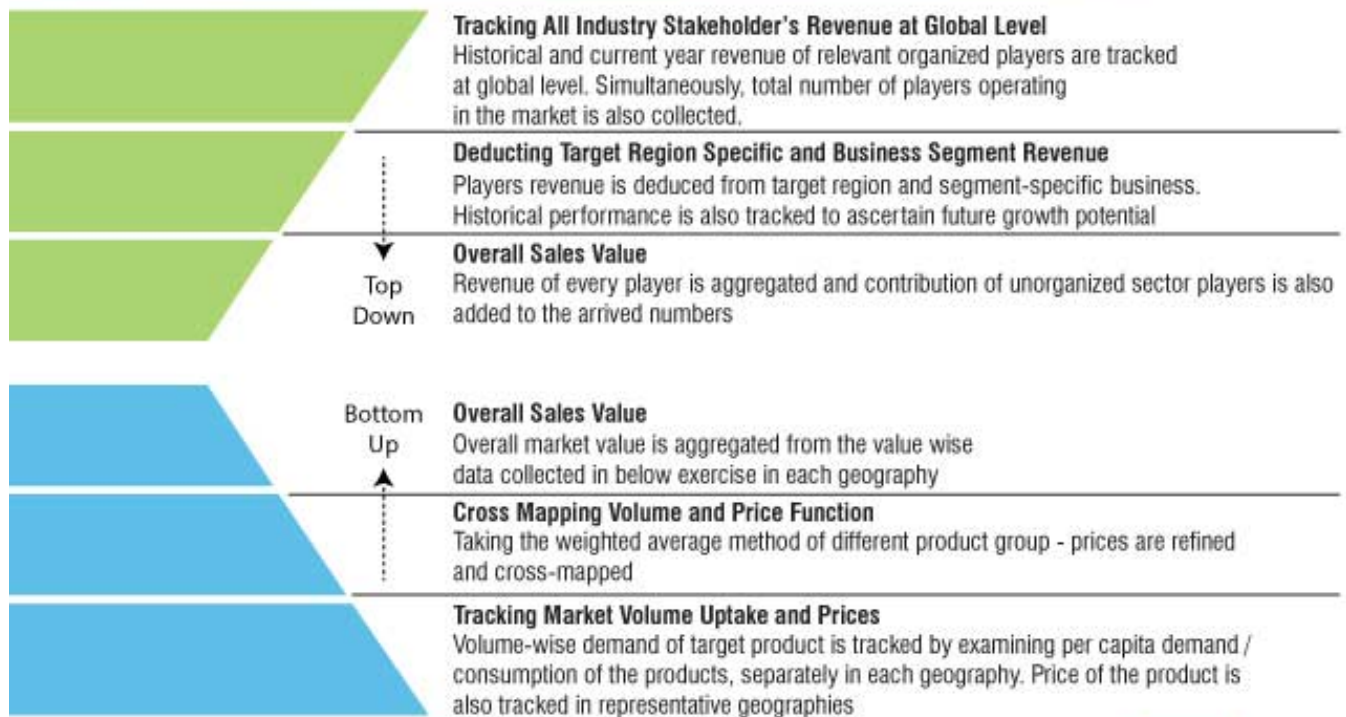 Tracking All Industry Stakeholder's Revenue at Global Level
Historical and current year revenue of relevant organized players are tracked
at global level. Simultaneously, total number of players operating
in the market is also collected.
Deducting Target Region Specific and Business Segment Revenue
Players revenue is deduced from target region and segment-specific business.
Historical performance is also tracked to ascertain future growth potential
Top
Down
Overall Sales Value
Revenue of every player is aggregated and contribution of unorganized sector players is also
added to the arrived numbers
Bottom
Up
Overall Sales Value
Overall market value is aggregated from the value wise
data collected in below exercise in each geography
Cross Mapping Volume and Price Function
Taking the weighted average method of different product group - prices are refined
and cross-mapped
Tracking Market Volume Uptake and Prices
Volume-wise demand of target product is tracked by examining per capita demand /
consumption of the products, separately in each geography. Price of the product is
also tracked in representative geographies